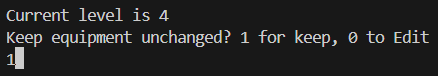 Current level is 4
Keep equipment unchanged? 1 for keep, 0 to Edit
1